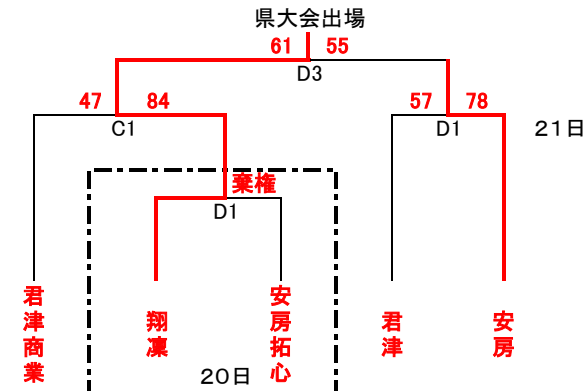 県大会出場
61 55
D3
47 84
57 78
C1
D1
21日
棄権
D1
君津商業
翔凜
安房拓心
君津
安房
20日